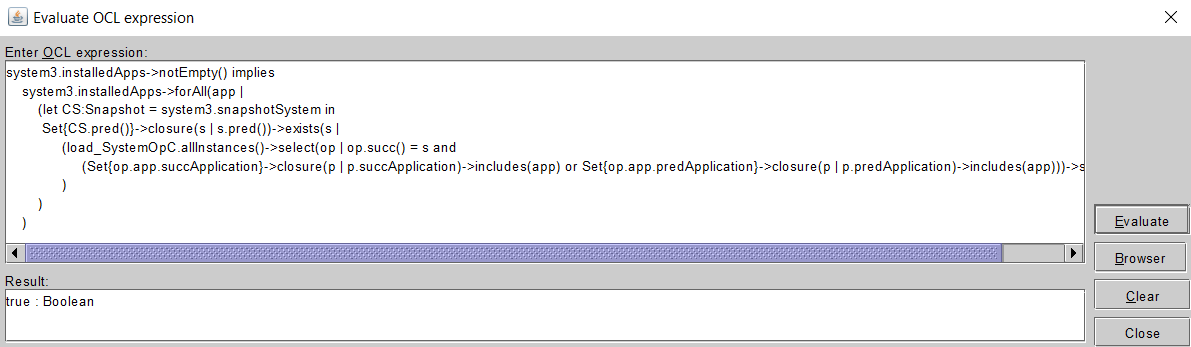 Evaluate OCL expression
Enter OCL expression:
system3.installedApps->notEmpty() implies
system3.installedApps->forAll(app |
(let CS:Snapshot = system3.snapshotSystem in
Set{CS.pred()}->closure(s | s.pred())->exists(s |
(load_SystemOpC.allInstances()->select(op | op.succ() = s and
(Set{op.app.succApplication}->closure(p | p.succApplication)->includes(app) or Set{op.app.predApplication}->closure(p | p.predApplication)->includes(app)))->s
)
)
)
Evaluate
Browser
Result:
true : Boolean
Clear
Close